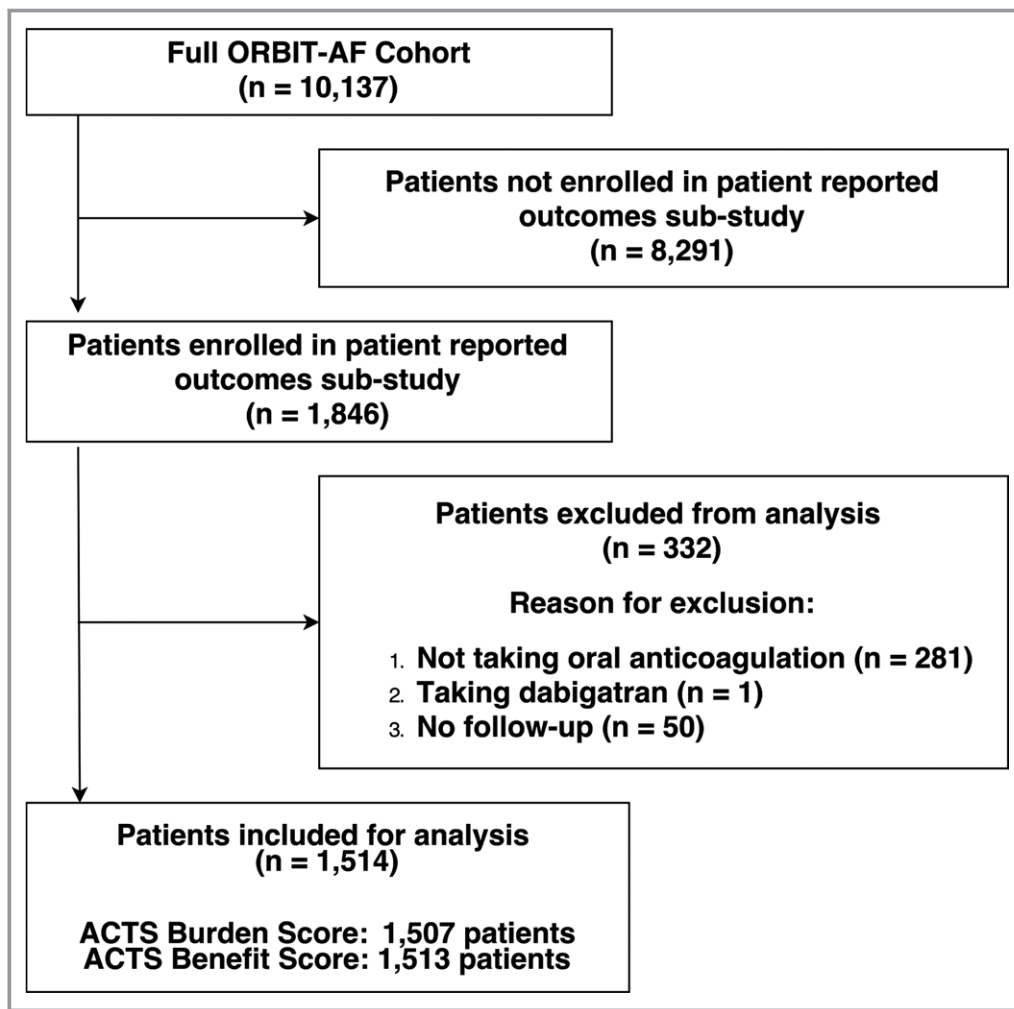 Full ORBIT-AF Cohort
(n = 10,137)
Patients not enrolled in patient reported
outcomes sub-study
(n = 8,291)
Patients enrolled in patient reported
outcomes sub-study
(n = 1,846)
Patients excluded from analysis
(n = 332)
Reason for exclusion:
1. Not taking oral anticoagulation (n = 281)
2. Taking dabigatran (n = 1)
3. No follow-up (n = 50)
Patients included for analysis
(n = 1,514)
ACTS Burden Score: 1,507 patients
ACTS Benefit Score: 1,513 patients